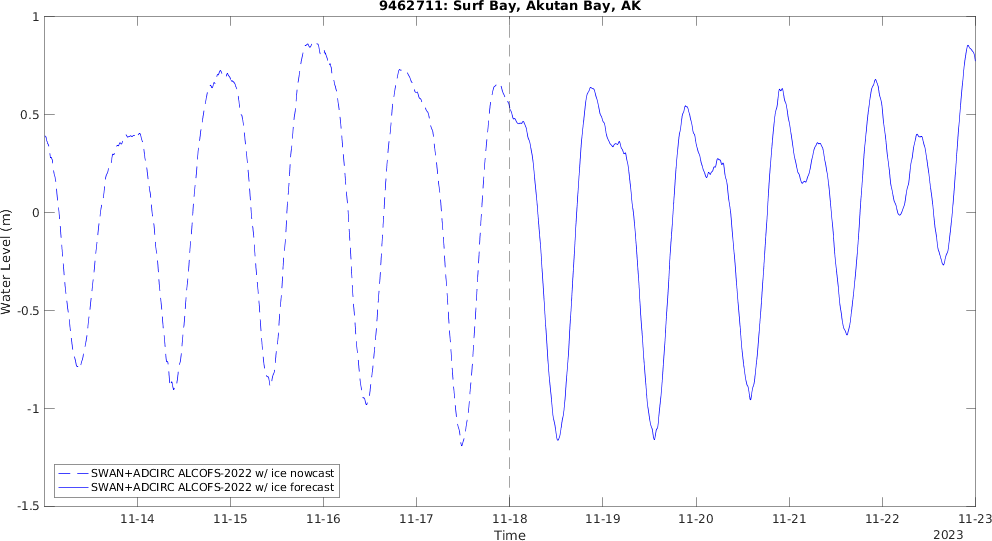 9462711: Surf Bay, Akutan Bay, AK
1
0.5
0
-0.5
-1
-1.5
Water Level (m)
SWAN+ADCIRC ALCOFS-2022 w/ ice nowcast
SWAN+ADCIRC ALCOFS-2022 w/ ice forecast
11-14 11-15 11-16 11-17 11-18 11-19 11-20 11-21 11-22 11-23
Time
2023